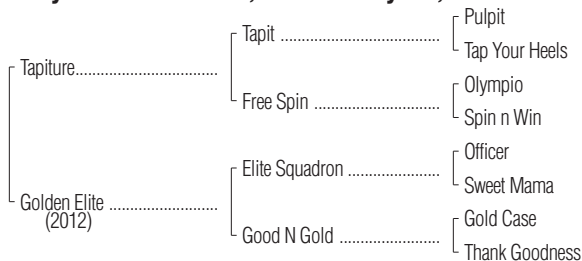 Pulpit
Tapit ..............................
Tap Your Heels
Tapiture..........................
Olympio
Free Spin ........................
Spin n Win
Officer
Elite Squadron .................
Sweet Mama
Golden Elite ....................
(2012)
Gold Case
Good N Gold ...................
Thank Goodness